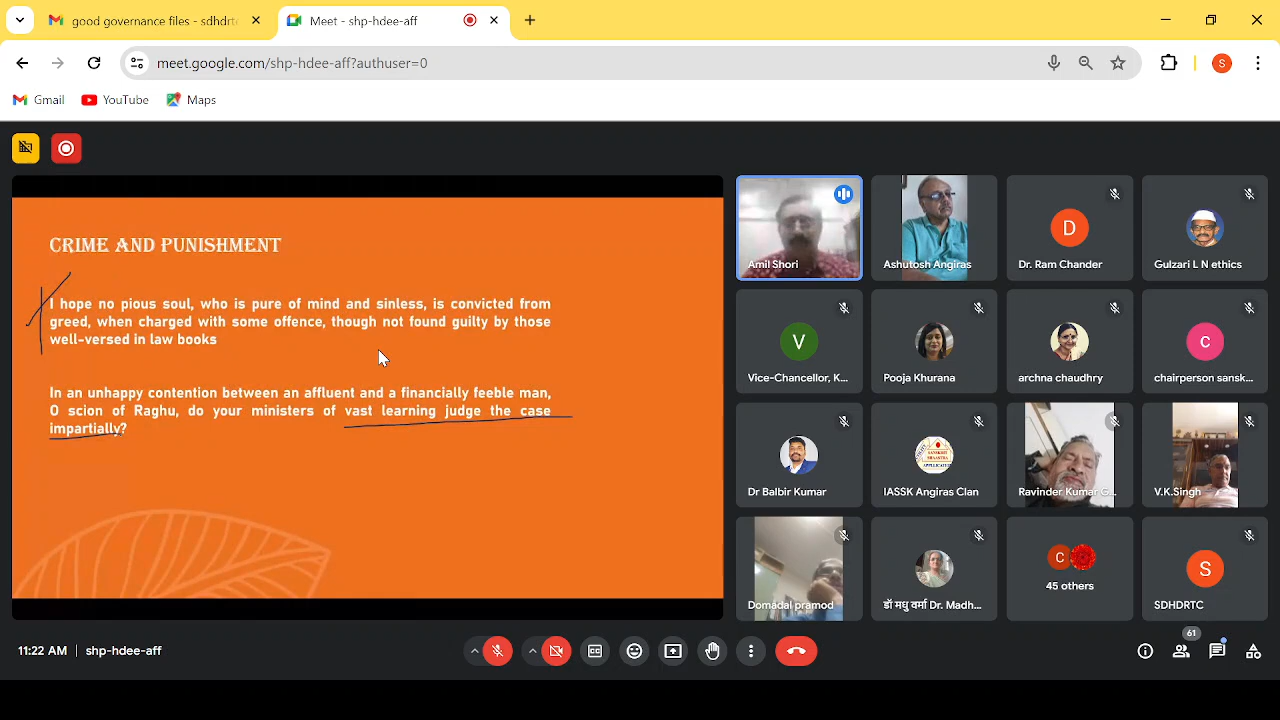 good governance files - sdhdrt
Meet - shp-hdee-aff
meet.google.com/shp-hdee-aff?authuser=0
S
Gmail
YouTube
Maps
CRIME AND PUNISHMENT
I hope no pious soul, who is pure of mind and sinless, is convicted from
greed, when charged with some offence, though not found guilty by those
well-versed in law books
In an unhappy contention between an affluent and a financially feeble man,
O scion of Raghu, do your ministers of vast learning judge the case
impartially?
Amil Shori
Ashutosh Angiras
D
Dr. Ram Chander
Gulzari L N ethics
V
Vice-Chancellor, K...
Pooja Khurana
archna chaudhry
c
chairperson sansk...
Dr Balbir Kumar
IASSK Angiras Clan
Ravinder Kumar G...
V.K.Singh
Domadal pramod
डॉ मधु वर्मा Dr. Madh...
C
45 others
S
SDHDRTC
11:22 AM | shp-hdee-aff
61